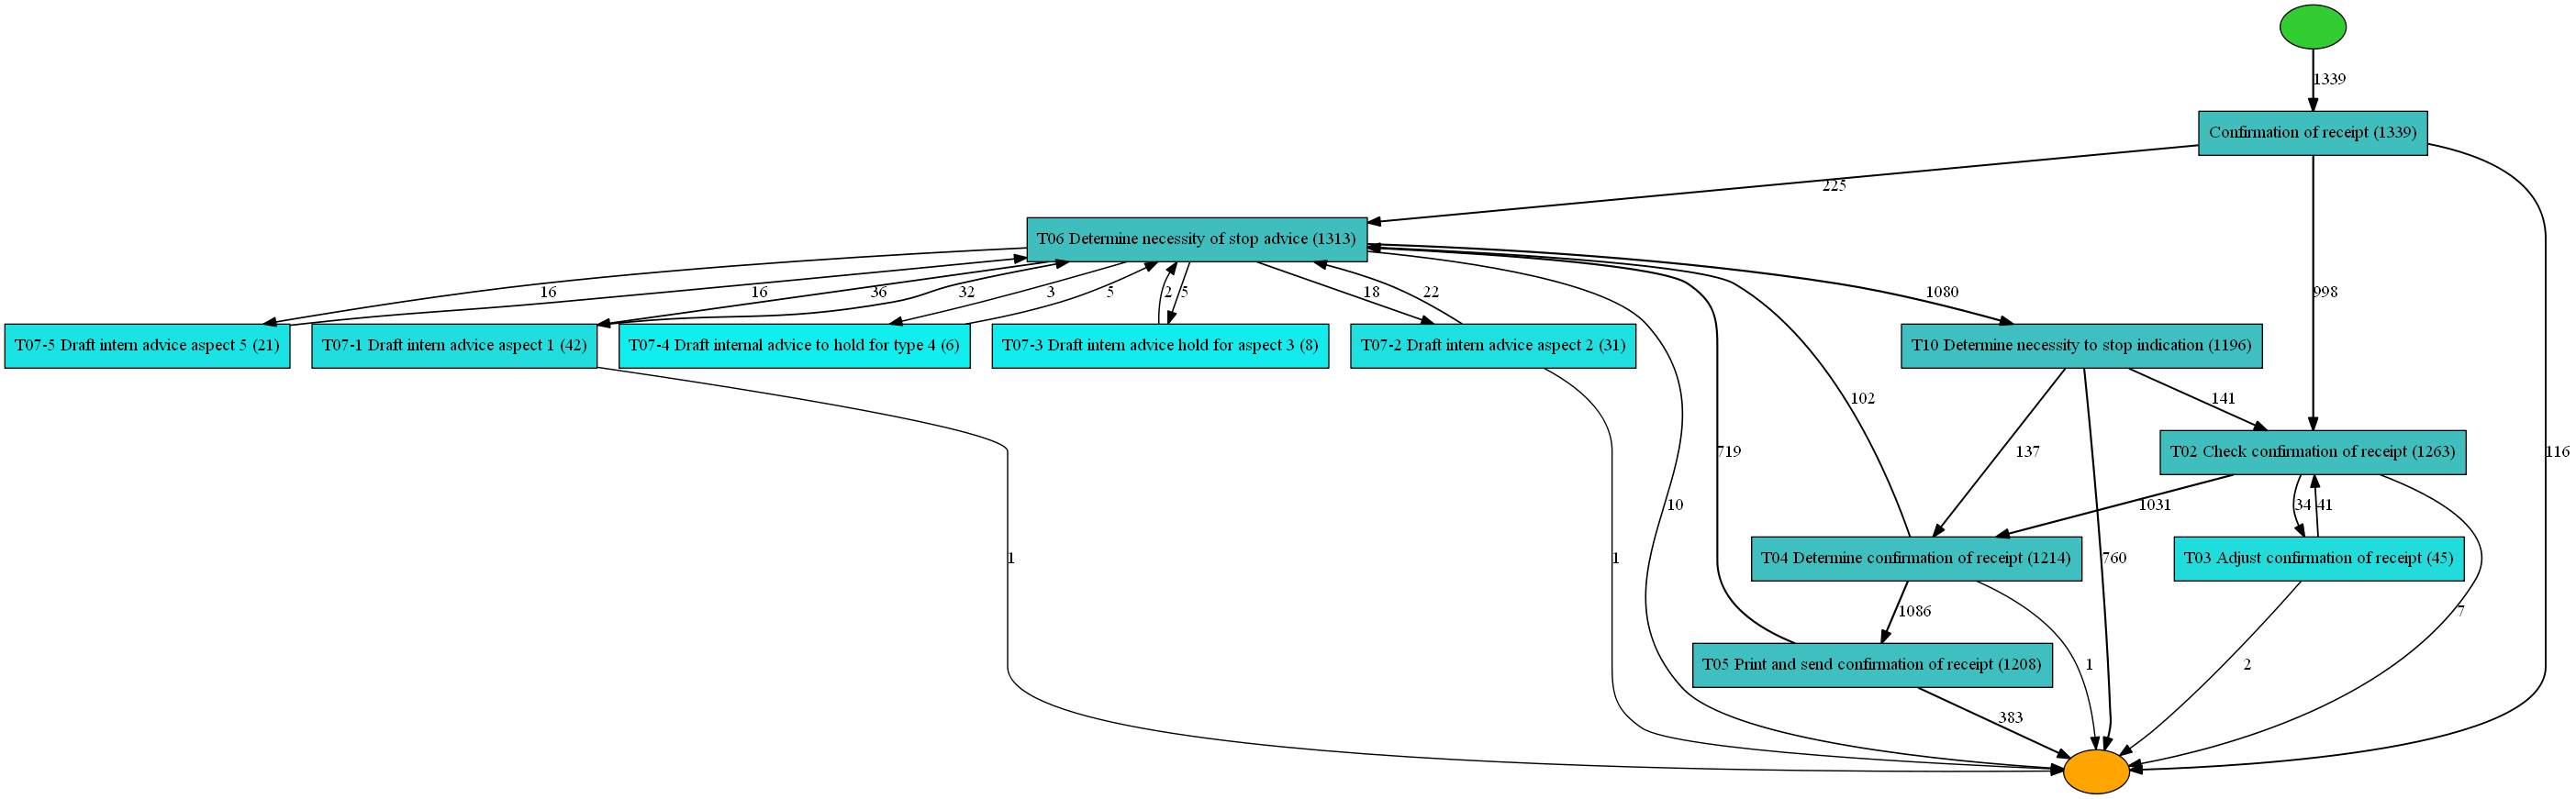 1339
Confirmation of receipt (1339)
225
T06 Determine necessity of stop advice (1313)
16
16
36
32
3
5
2
5
18
22
1080
998
T07-5 Draft intern advice aspect 5 (21)
T07-1 Draft intern advice aspect 1 (42)
T07-4 Draft internal advice to hold for type 4 (6)
T07-3 Draft intern advice hold for aspect 3 (8)
T07-2 Draft intern advice aspect 2 (31)
T10 Determine necessity to stop indication (1196)
102
141
719
137
T02 Check confirmation of receipt (1263)
116
10
1031
34
41
1
1
T04 Determine confirmation of receipt (1214)
760
T03 Adjust confirmation of receipt (45)
1086
7
T05 Print and send confirmation of receipt (1208)
1
2
383